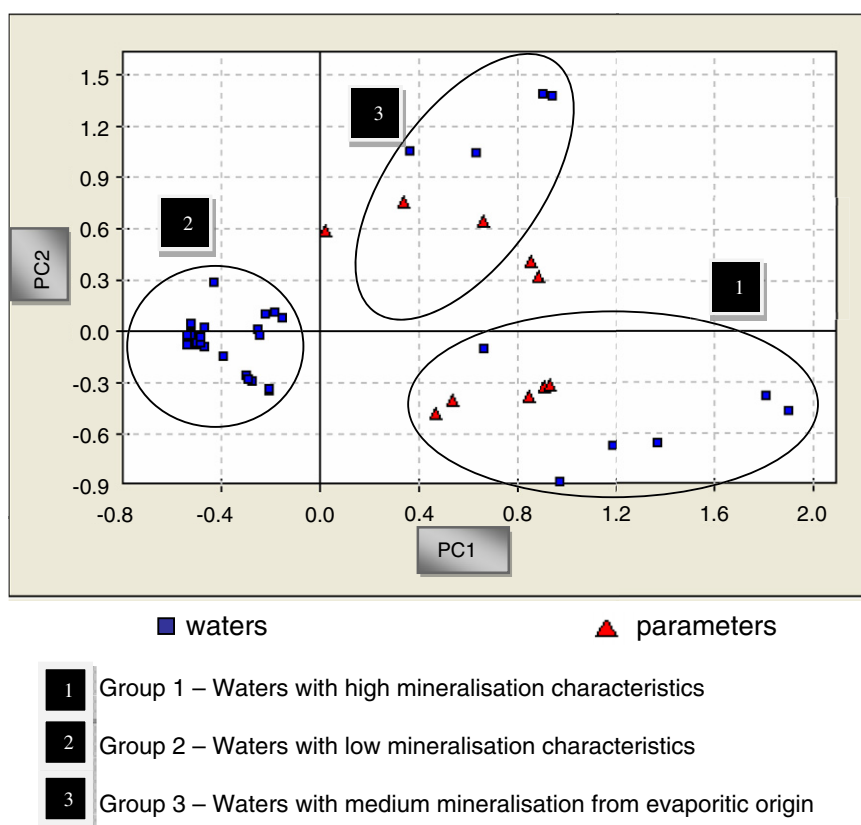 1.5
3
1.2
0.9
2
0.6
PC2
0.3
1
0.0
-0.3
-0.6
-0.9
-0.8 -0.4 0.0 0.4 0.8 1.2 1.6 2.0
PC1
waters parameters
1 Group 1 – Waters with high mineralisation characteristics
2 Group 2 – Waters with low mineralisation characteristics
3 Group 3 – Waters with medium mineralisation from evaporitic origin